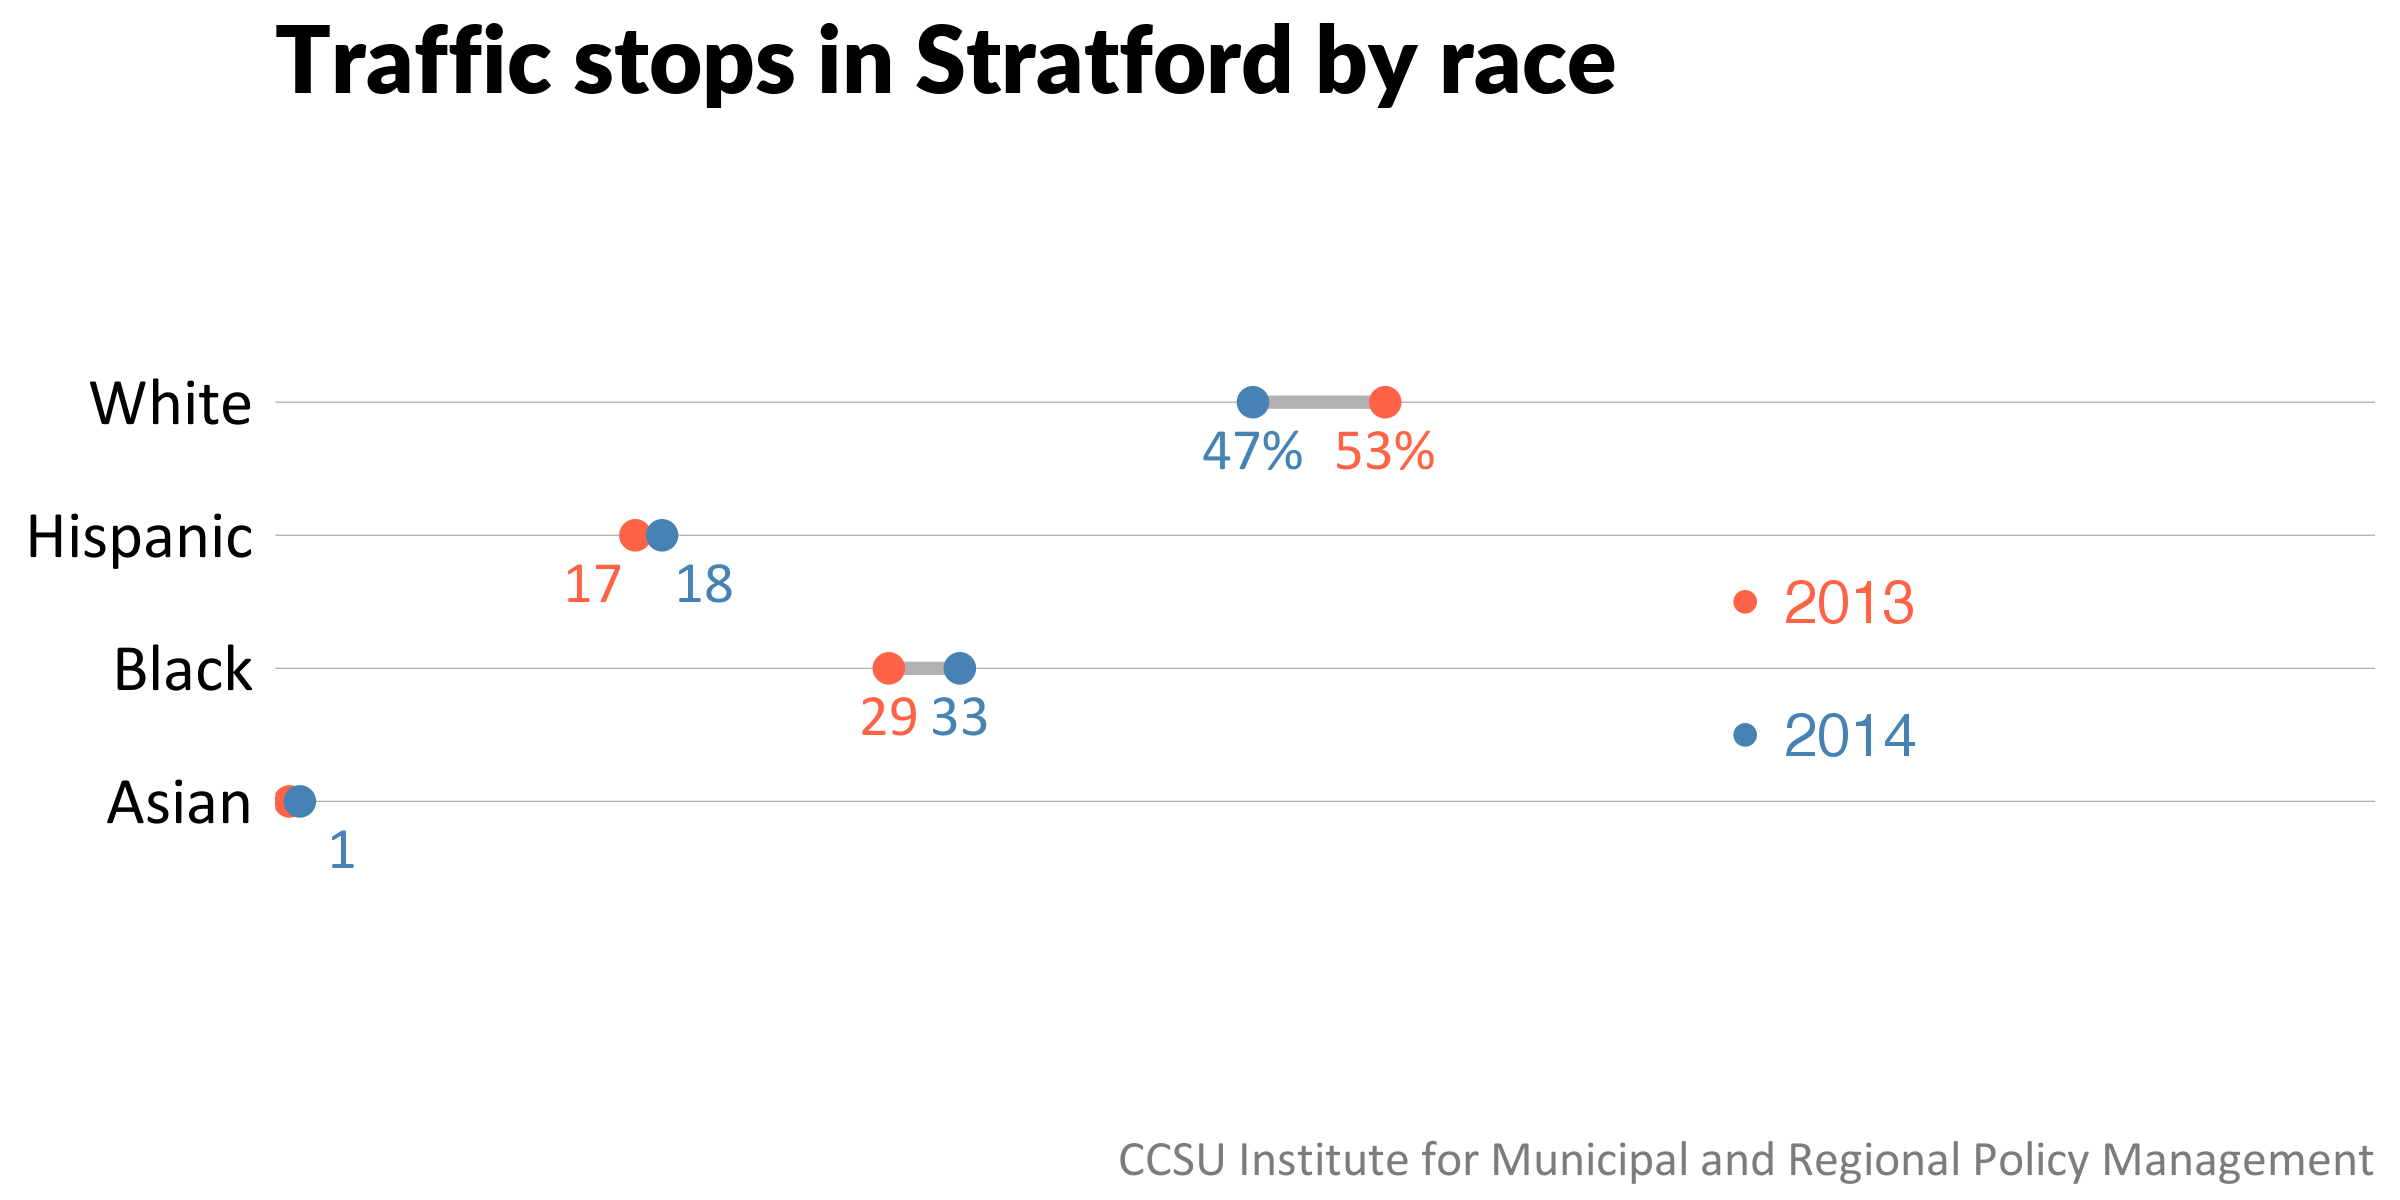 Traffic stops in Stratford by race
White
47% 53%
Hispanic
17 18
2013
Black
29 33
2014
Asian
1
CCSU Institute for Municipal and Regional Policy Management